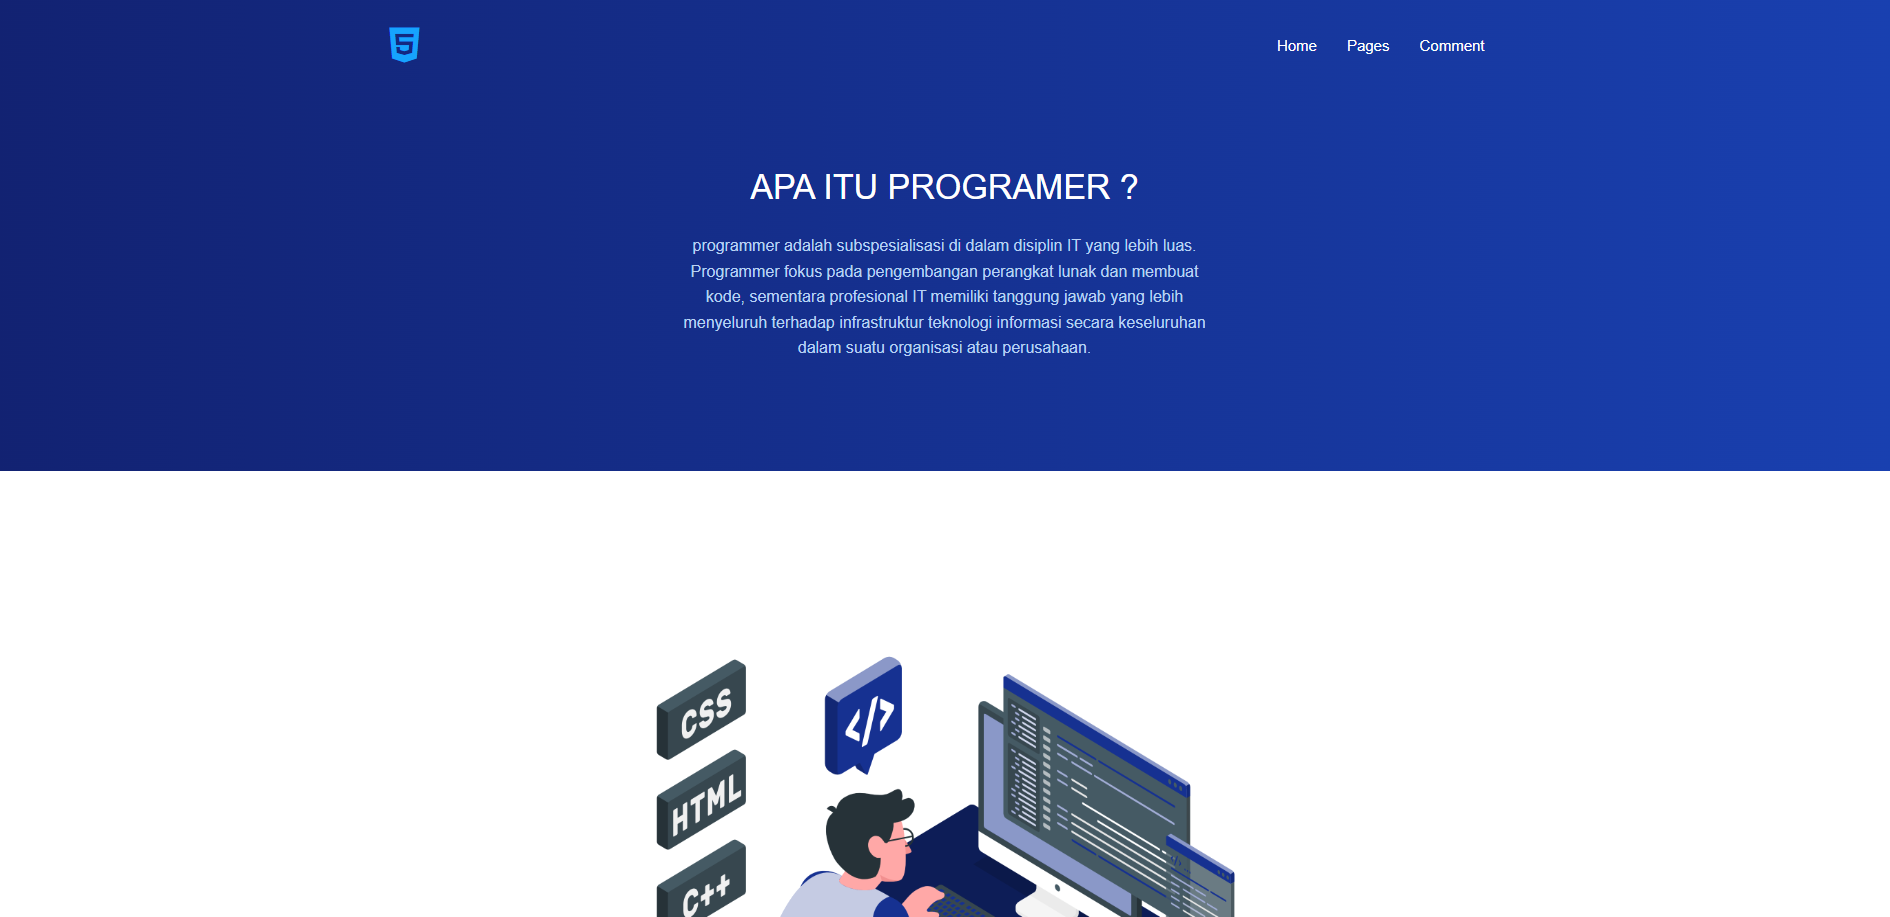 Home Pages Comment
APA ITU PROGRAMER ?
programmer adalah subspesialisasi di dalam disiplin IT yang lebih luas.
Programmer fokus pada pengembangan perangkat lunak dan membuat
kode, sementara profesional IT memiliki tanggung jawab yang lebih
menyeluruh terhadap infrastruktur teknologi informasi secara keseluruhan
dalam suatu organisasi atau perusahaan.
CSS
</>
HTML
C++